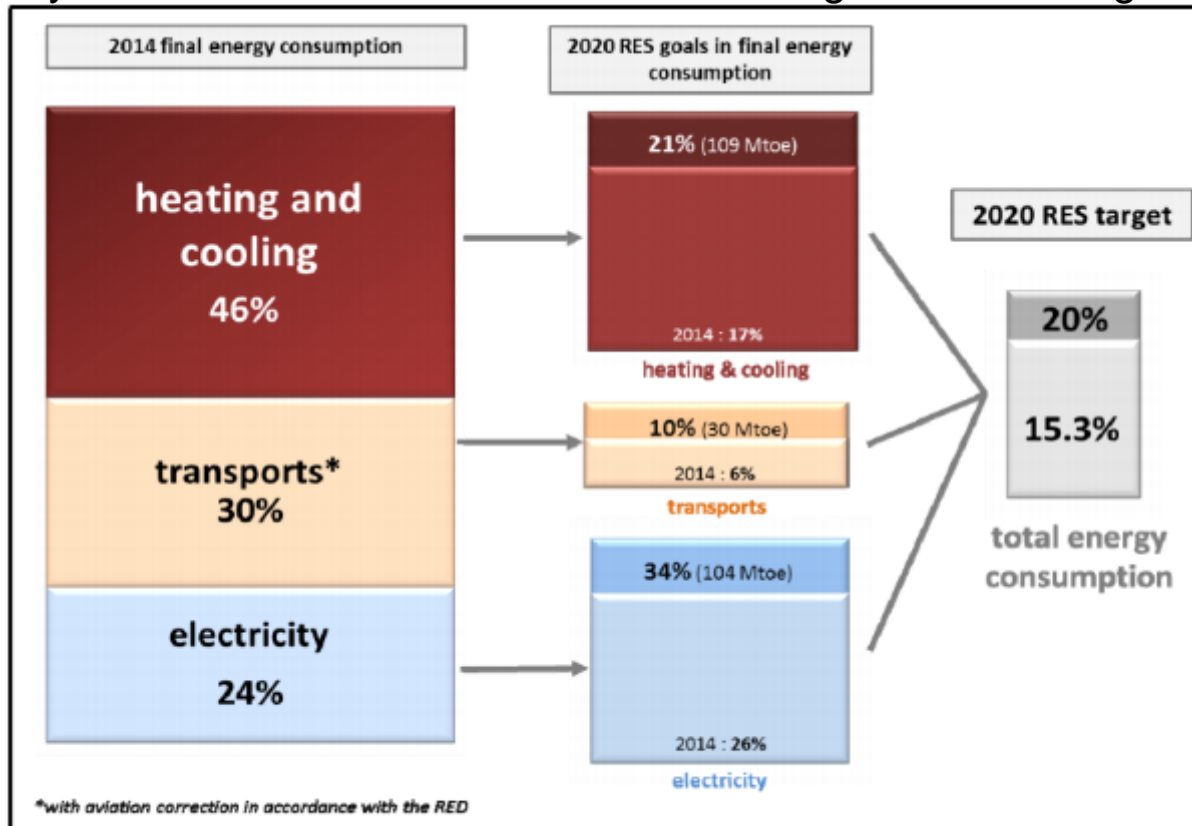 2014 final energy consumption
2020 RES goals in final energy
consumption
heating and
cooling
46%
transports*
30%
electricity
24%
21% (109 Mtoe)
2014 : 17%
heating & cooling
10% (30 Mtoe)
2014 : 6%
transports
34% (104 Mtoe)
2014 : 26%
electricity
2020 RES target
20%
15.3%
total energy
consumption
*with aviation correction in accordance with the RED